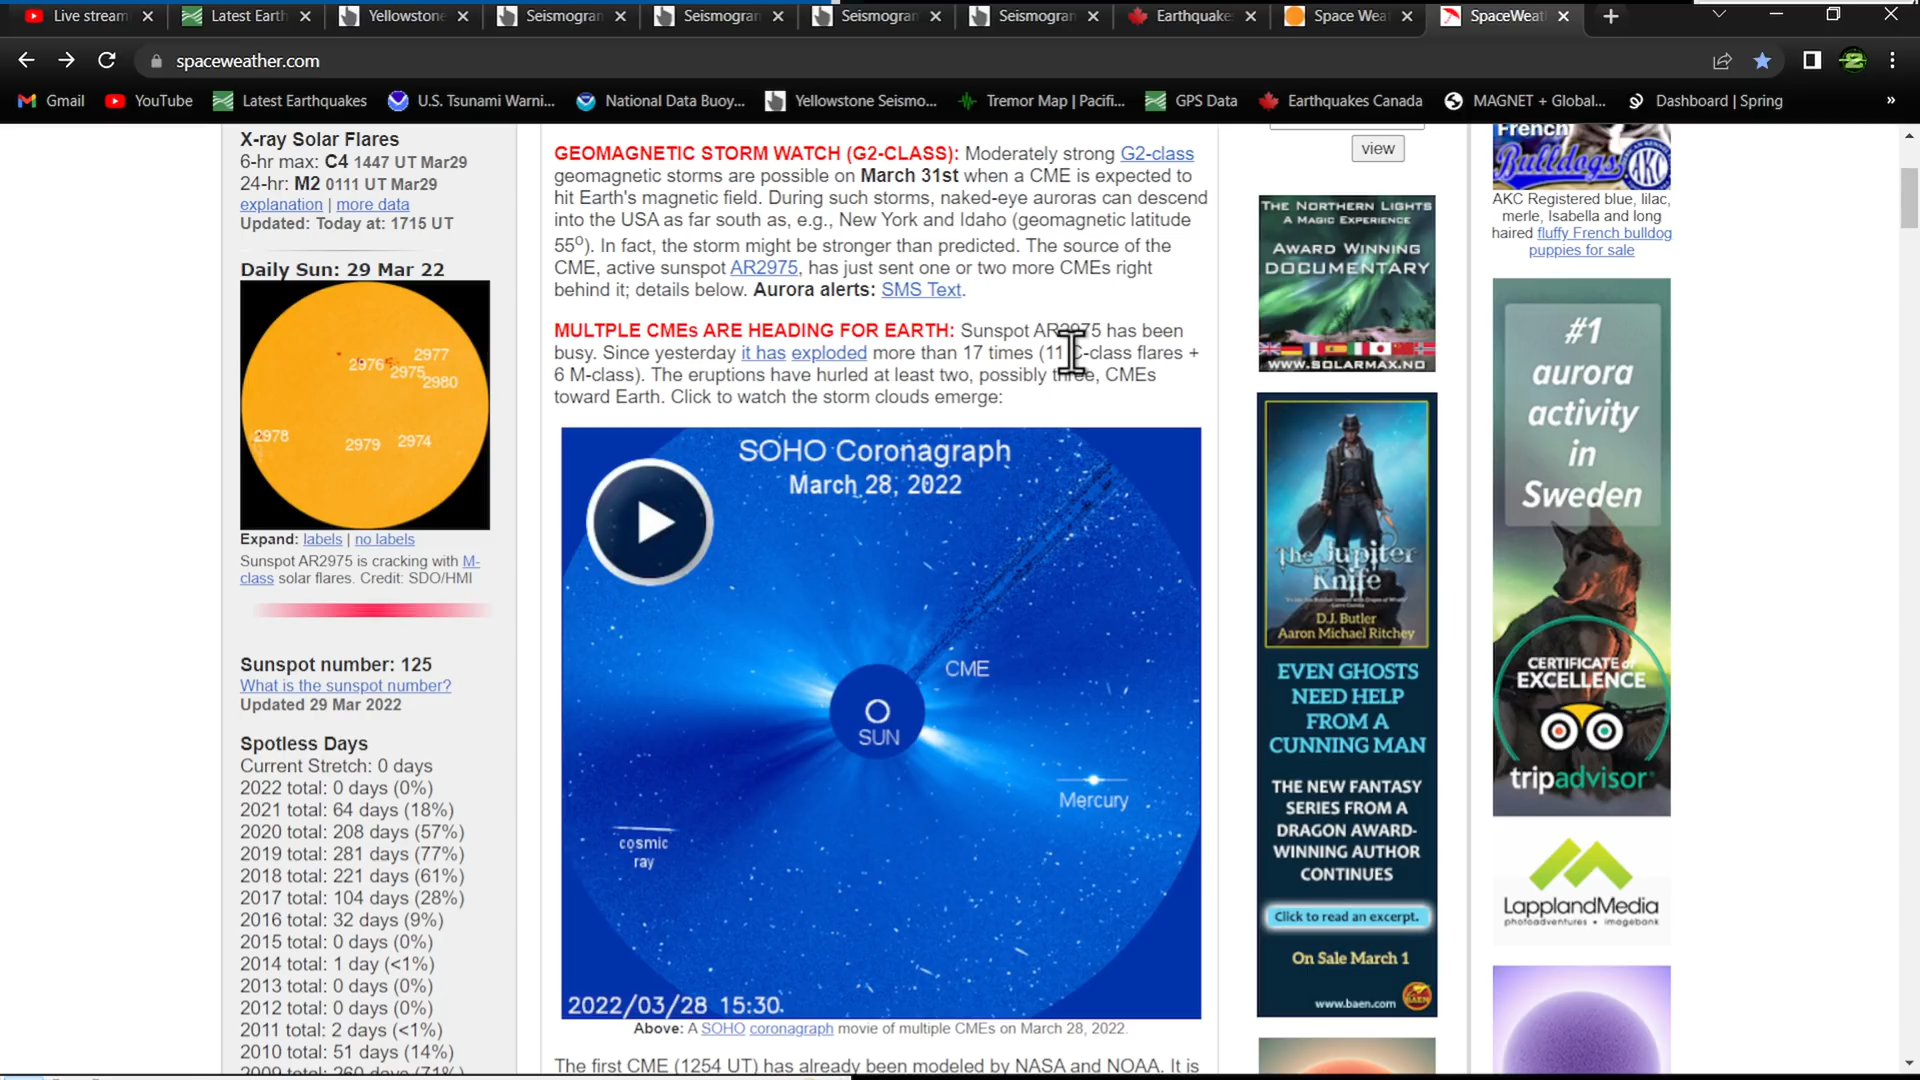 Live stream
Latest Earth
Yellowstone
Seismogran
Seismogran
Seismogran
Seismogran
Earthquake
Space Wea
SpaceWeat
spaceweather.com
Gmail
YouTube
Latest Earthquakes
U.S. Tsunami Warni...
National Data Buoy...
Yellowstone Seismo...
Tremor Map | Pacifi...
GPS Data
Earthquakes Canada
MAGNET + Global...
Dashboard | Spring
»
X-ray Solar Flares
6-hr max: C4 1447 UT Mar29
24-hr: M2 0111 UT Mar29
explanation | more data
Updated: Today at: 1715 UT
Daily Sun: 29 Mar 22
2976
2977
2975
2980
2978
2979
2974
Expand: labels | no labels
Sunspot AR2975 is cracking with M-
class solar flares. Credit: SDO/HMI
Sunspot number: 125
What is the sunspot number?
Updated 29 Mar 2022
Spotless Days
Current Stretch: 0 days
2022 total: 0 days (0%)
2021 total: 64 days (18%)
2020 total: 208 days (57%)
2019 total: 281 days (77%)
2018 total: 221 days (61%)
2017 total: 104 days (28%)
2016 total: 32 days (9%)
2015 total: 0 days (0%)
2014 total: 1 day (<1%)
2013 total: 0 days (0%)
2012 total: 0 days (0%)
2011 total: 2 days (<1%)
2010 total: 51 days (14%)
2009 total: 260 days (71%)
GEOMAGNETIC STORM WATCH (G2-CLASS): Moderately strong G2-class
geomagnetic storms are possible on March 31st when a CME is expected to
hit Earth's magnetic field. During such storms, naked-eye auroras can descend
into the USA as far south as, e.g., New York and Idaho (geomagnetic latitude
55º). In fact, the storm might be stronger than predicted. The source of the
CME, active sunspot AR2975, has just sent one or two more CMEs right
behind it; details below. Aurora alerts: SMS Text.
MULTPLE CMEs ARE HEADING FOR EARTH: Sunspot AR2975 has been
busy. Since yesterday it has exploded more than 17 times (11 C-class flares +
6 M-class). The eruptions have hurled at least two, possibly three, CMEs
toward Earth. Click to watch the storm clouds emerge:
SOHO Coronagraph
March 28, 2022
CME
SUN
Mercury
cosmic
ray
2022/03/28 15:30
Above: A SOHO coronagraph movie of multiple CMEs on March 28, 2022.
The first CME (1254 UT) has already been modeled by NASA and NOAA. It is
view
THE NORTHERN LIGHTS
A MAGIC EXPERIENCE
AWARD WINNING
DOCUMENTARY
WWW.SOLARMAX.NO
The Jupiter
Knife
D.J. Butler
Aaron Michael Ritchey
EVEN GHOSTS
NEED HELP
FROM A
CUNNING MAN
THE NEW FANTASY
SERIES FROM A
DRAGON AWARD-
WINNING AUTHOR
CONTINUES
Click to read an excerpt.
On Sale March 1
www.baen.com
BAEN
French
Bulldogs
AKC
AKC Registered blue, lilac,
merle, Isabella and long
haired fluffy French bulldog
puppies for sale
#1
aurora
activity
in
Sweden
CERTIFICATE of
EXCELLENCE
tripadvisor
LapplandMedia
photoadventures • imagebank